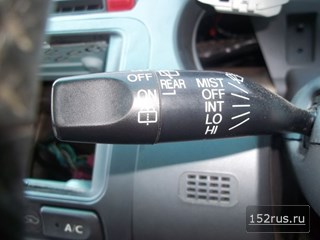 OFF
ON
REAR
MIST
OFF
INT
LO
HI
A/C
152rus.ru